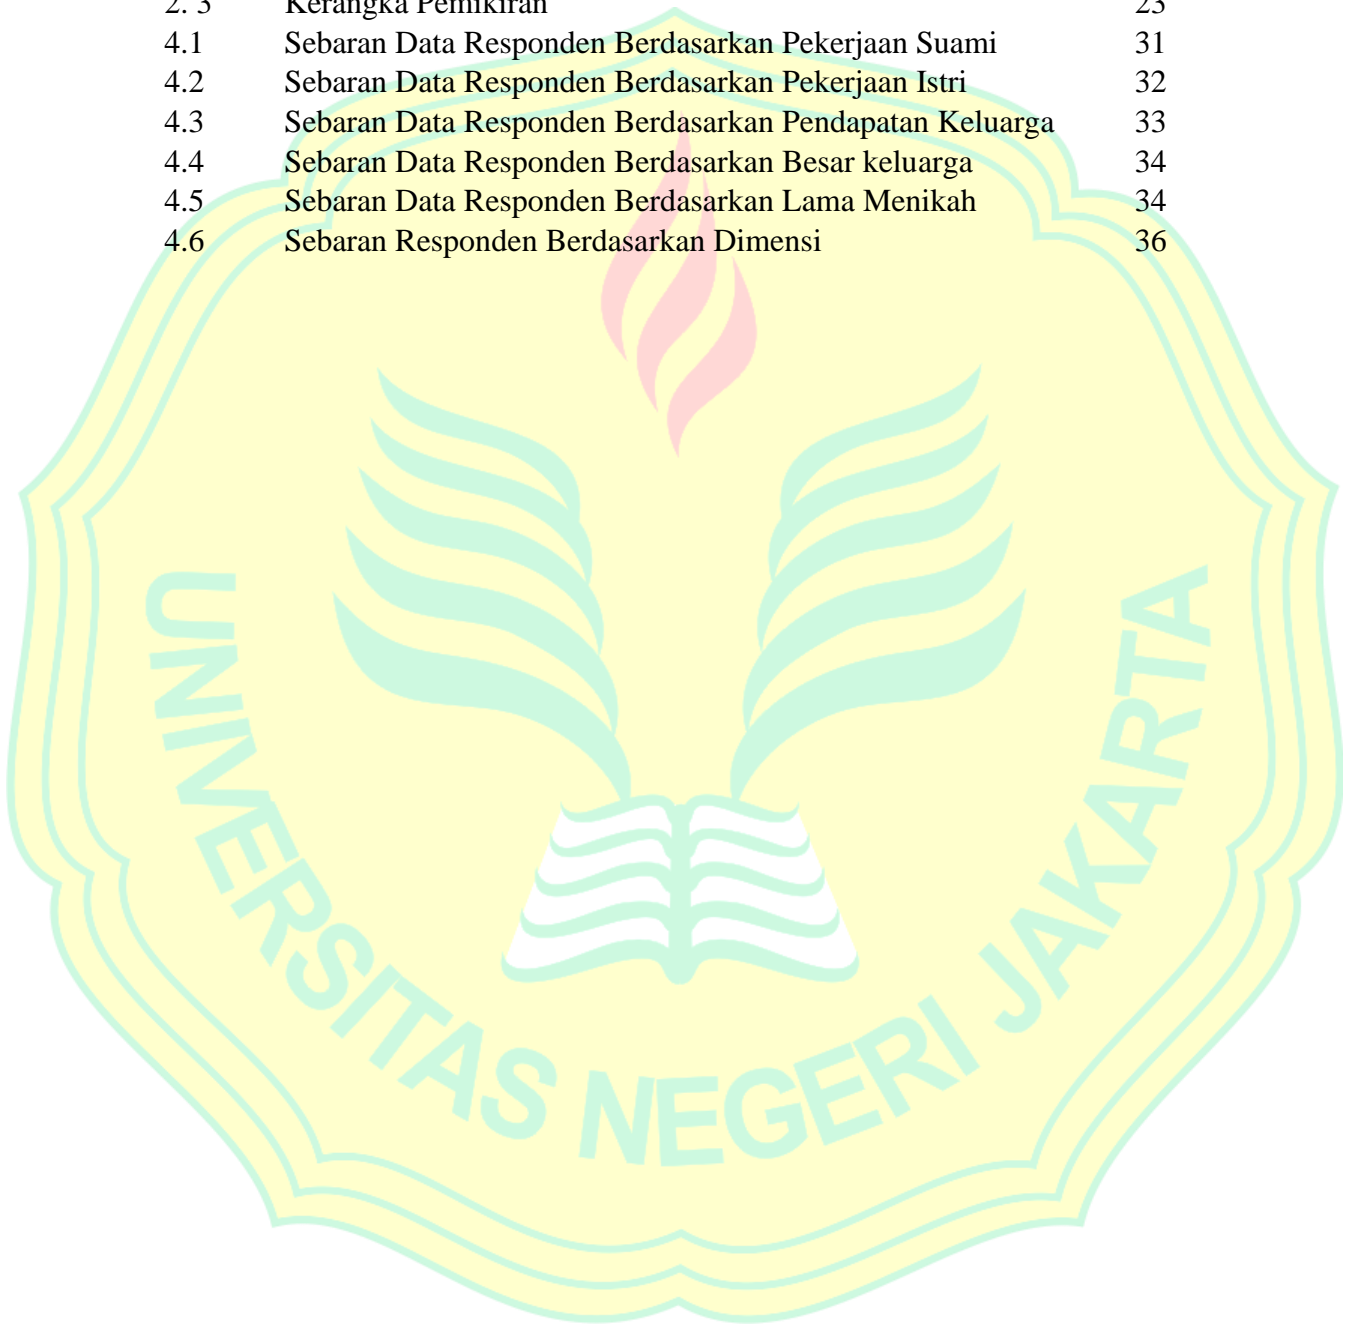 2. 3 Kerangka Pemikiran 23
4.1 Sebaran Data Responden Berdasarkan Pekerjaan Suami 31
4.2 Sebaran Data Responden Berdasarkan Pekerjaan Istri 32
4.3 Sebaran Data Responden Berdasarkan Pendapatan Keluarga 33
4.4 Sebaran Data Responden Berdasarkan Besar keluarga 34
4.5 Sebaran Data Responden Berdasarkan Lama Menikah 34
4.6 Sebaran Responden Berdasarkan Dimensi 36
UNIVERSITAS NEGERI JAKARTA